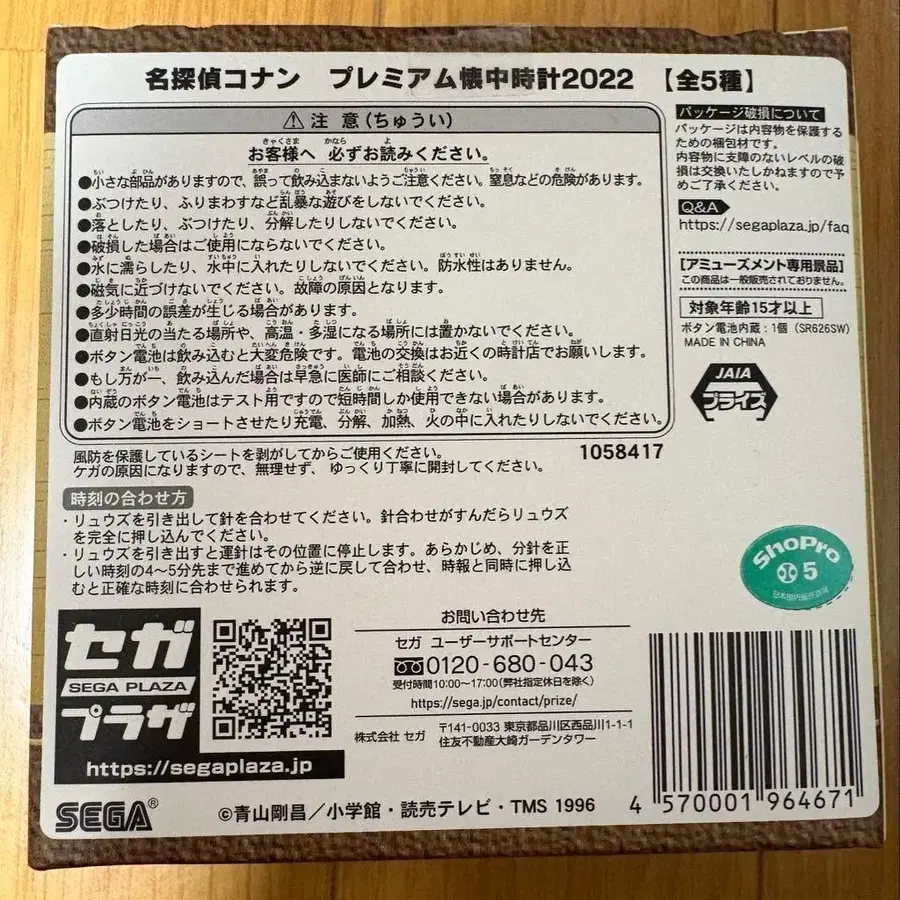 名探偵コナン プレミアム懐中時計2022 【全5種】
⚠ 注意(ちゅうい)
お客様へ 必ずお読みください。
●小さな部品がありますので、誤って飲み込まないようご注意ください。窒息などの危険があります。
●ぶつけたり、ふりまわすなど乱暴な遊びをしないでください。
●落としたり、ぶつけたり、分解したりしないでください。
●破損した場合はご使用にならないでください。
●水に濡らしたり、水中に入れたりしないでください。防水性はありません。
●磁気に近づけないでください。故障の原因となります。
●多少時間の誤差が生じる場合があります。
●直射日光の当たる場所や、高温・多湿になる場所には置かないでください。
●ボタン電池は飲み込むと大変危険です。電池の交換はお近くの時計店でお願いします。
●もし万が一、飲み込んだ場合は早急に医師にご相談ください。
●内蔵のボタン電池はテスト用ですので短時間しか使用できない場合があります。
●ボタン電池をショートさせたり充電、分解、加熱、火の中に入れたりしないでください。
風防を保護しているシートを剥がしてからご使用ください。
ケガの原因になりますので、無理せず、ゆっくり丁寧に開封してください。
1058417
パッケージ破損について
パッケージは内容物を保護する
ための梱包材です。
内容物に支障のないレベルの破
損は交換いたしかねますので予
めご了承ください。
Q&A
https://segaplaza.jp/faq
【アミューズメント専用景品】
この商品は一般販売されておりません。
対象年齢15才以上
ボタン電池内蔵:1個 (SR626SW)
MADE IN CHINA
JAIA
プライズ
時刻の合わせ方
・リュウズを引き出して針を合わせてください。針合わせがすんだらリュウズ
を完全に押し込んでください。
・リュウズを引き出すと運針はその位置に停止します。あらかじめ、分針を正
しい時刻の4〜5分先まで進めてから逆に戻して合わせ、時報と同時に押し込
むと正確な時刻に合わせられます。
ShoPro
5
日本国内販売許諾
セガ
SEGA PLAZA
プラザ
https://segaplaza.jp
お問い合わせ先
セガ ユーザーサポートセンター
0120-680-043
受付時間10:00〜17:00(弊社指定休日を除く)
https://sega.jp/contact/prize/
株式会社 セガ 〒141-0033 東京都品川区西品川1-1-1
住友不動産大崎ガーデンタワー
SEGA®
©青山剛昌/小学館・読売テレビ・TMS 1996
4 570001 964671